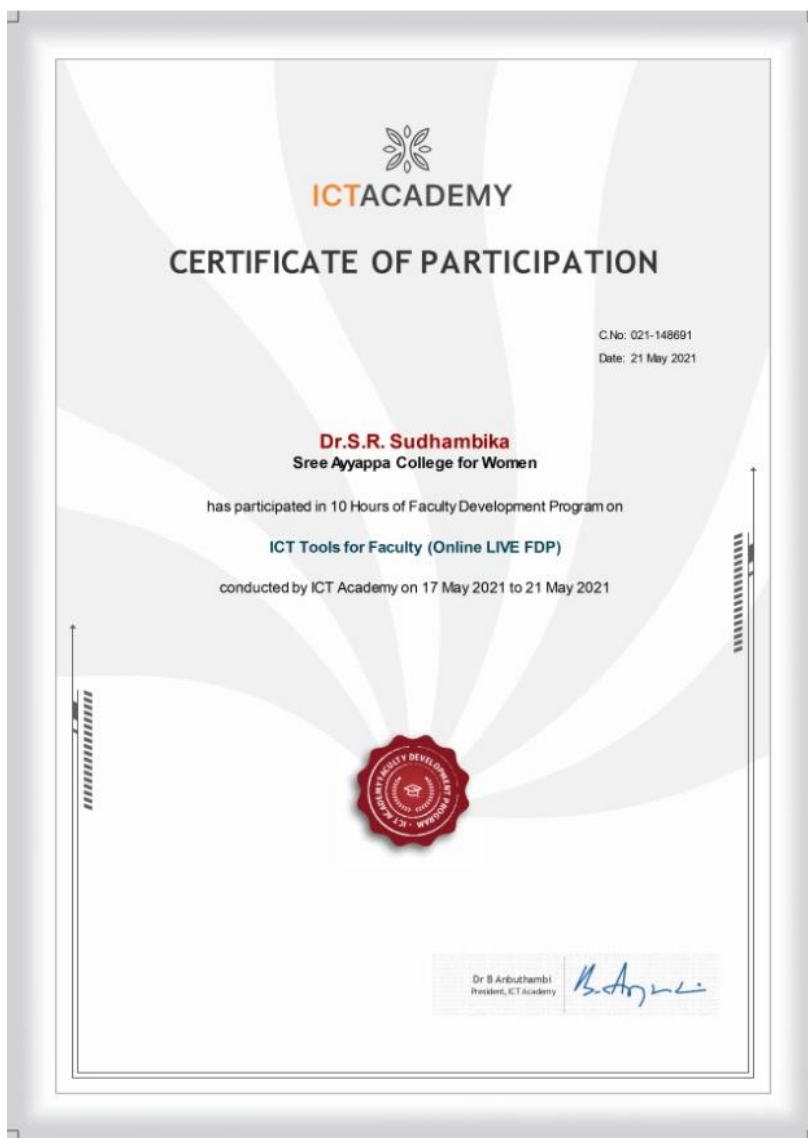 ICTACADEMY
CERTIFICATE OF PARTICIPATION
C.No: 021-148691
Date: 21 May 2021
Dr.S.R. Sudhambika
Sree Ayyappa College for Women
has participated in 10 Hours of Faculty Development Program on
ICT Tools for Faculty (Online LIVE FDP)
conducted by ICT Academy on 17 May 2021 to 21 May 2021
FACULTY DEVELOPMENT PROGRAM · ICT ACADEMY
Dr B Anbuthambi
President, ICT Academy